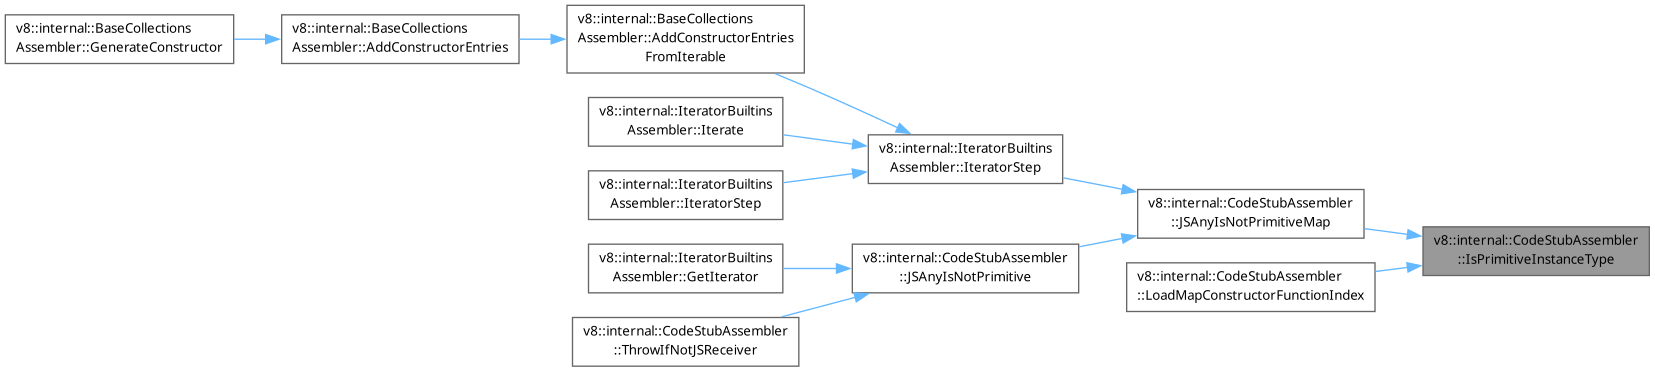 v8::internal::BaseCollections
Assembler::GenerateConstructor
v8::internal::BaseCollections
Assembler::AddConstructorEntries
v8::internal::BaseCollections
Assembler::AddConstructorEntries
FromIterable
v8::internal::IteratorBuiltins
Assembler::Iterate
v8::internal::IteratorBuiltins
Assembler::IteratorStep
v8::internal::IteratorBuiltins
Assembler::GetIterator
v8::internal::CodeStubAssembler
::ThrowIfNotJSReceiver
v8::internal::IteratorBuiltins
Assembler::IteratorStep
v8::internal::CodeStubAssembler
::JSAnyIsNotPrimitive
v8::internal::CodeStubAssembler
::JSAnyIsNotPrimitiveMap
v8::internal::CodeStubAssembler
::LoadMapConstructorFunctionIndex
v8::internal::CodeStubAssembler
::IsPrimitiveInstanceType